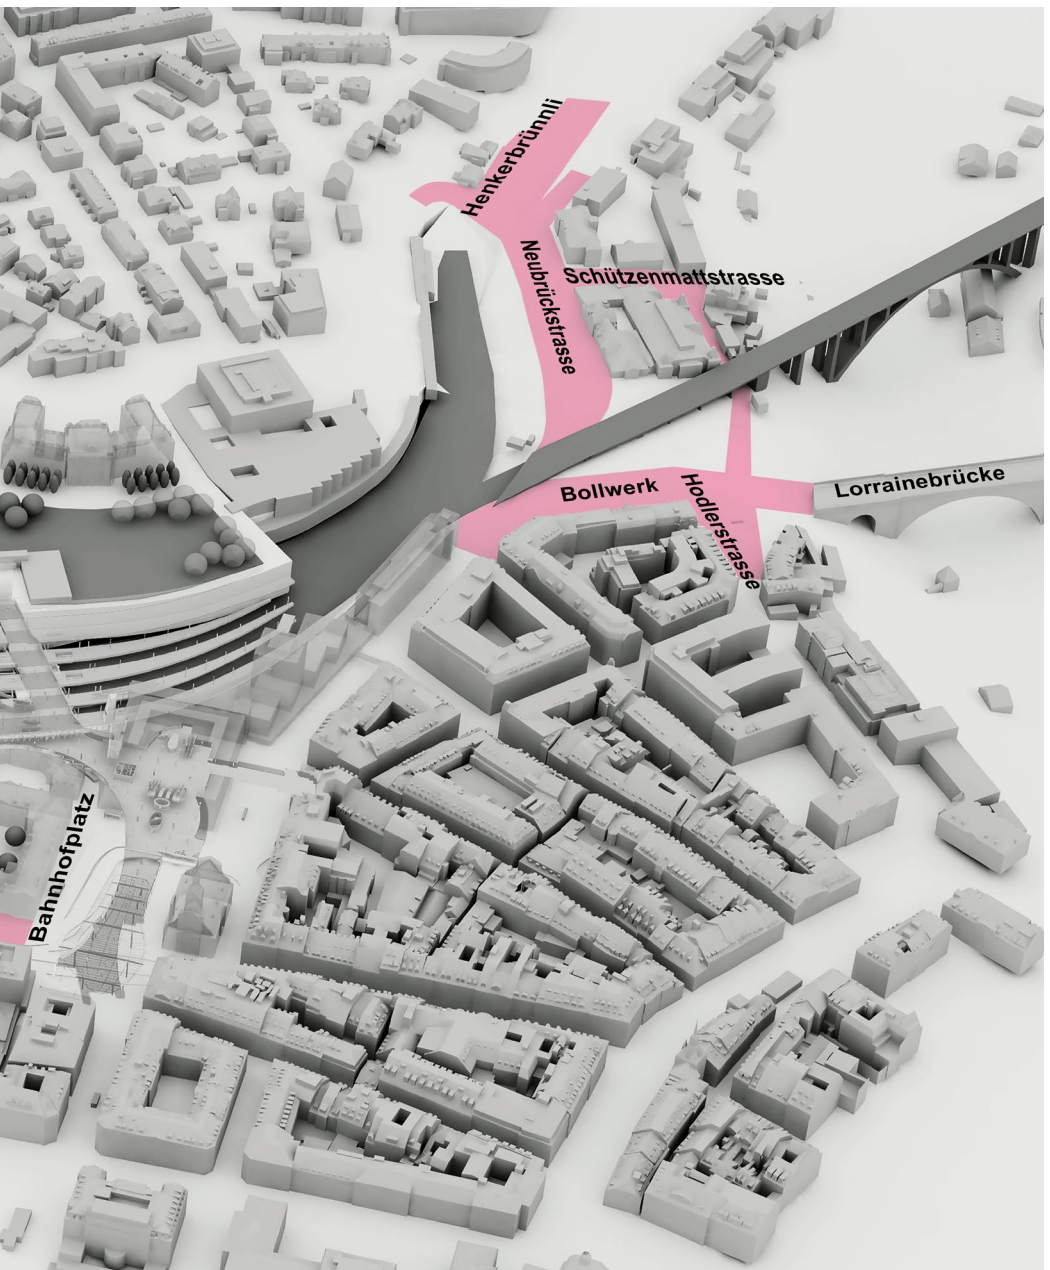 Henkerbrünnli
Neubrückstrasse
Schützenmattstrasse
Bollwerk
Hodlerstrasse
Lorrainebrücke
Bahnhofplatz